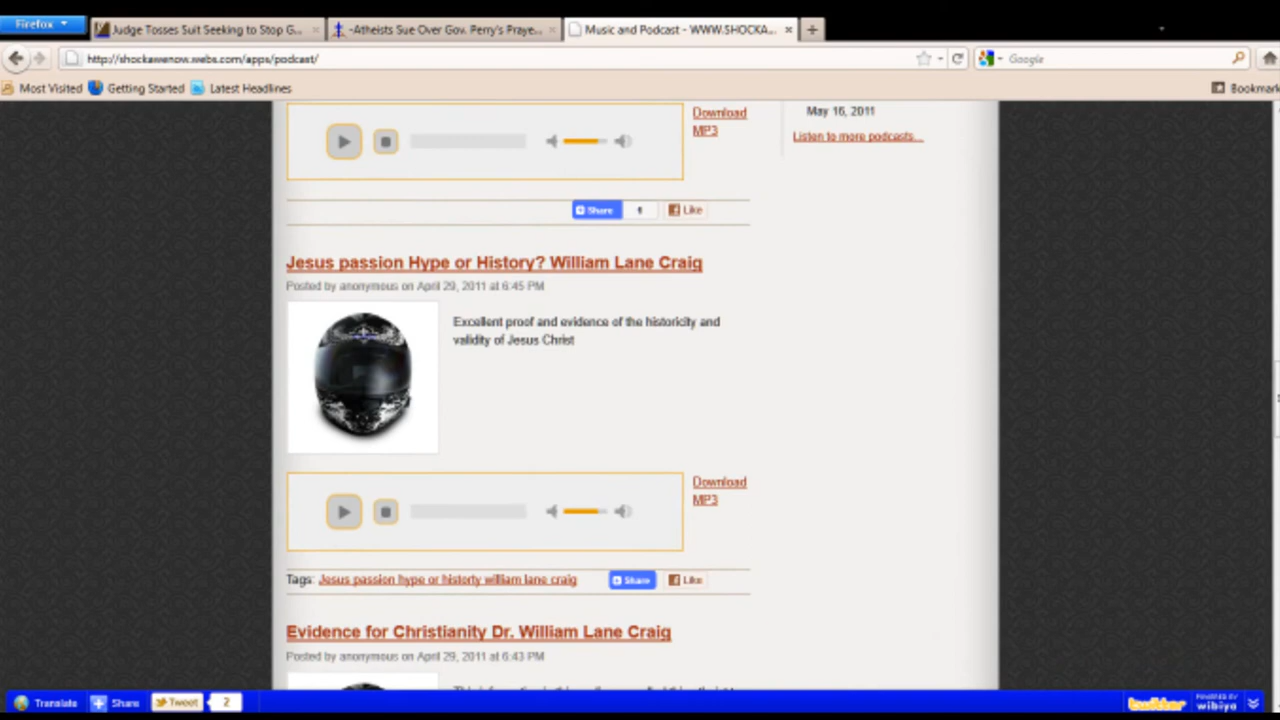 Firefox
Judge Tosses Suit Seeking to Stop G...
-Atheists Sue Over Gov. Perry's Praye...
Music and Podcast - WWW.SHOCKA...
http://shockawenow.webs.com/apps/podcast/
Google
Most Visited
Getting Started
Latest Headlines
Bookmark
Download
MP3
May 16, 2011
Listen to more podcasts...
Share
Like
Jesus passion Hype or History? William Lane Craig
Posted by anonymous on April 29, 2011 at 6:45 PM
Excellent proof and evidence of the historicity and
validity of Jesus Christ
Download
MP3
Tags: Jesus passion hype or historty william lane craig
Share
Like
Evidence for Christianity Dr. William Lane Craig
Posted by anonymous on April 29, 2011 at 6:43 PM
Translate
Share
Tweet
2
twitter
POWERED BY
wibiya